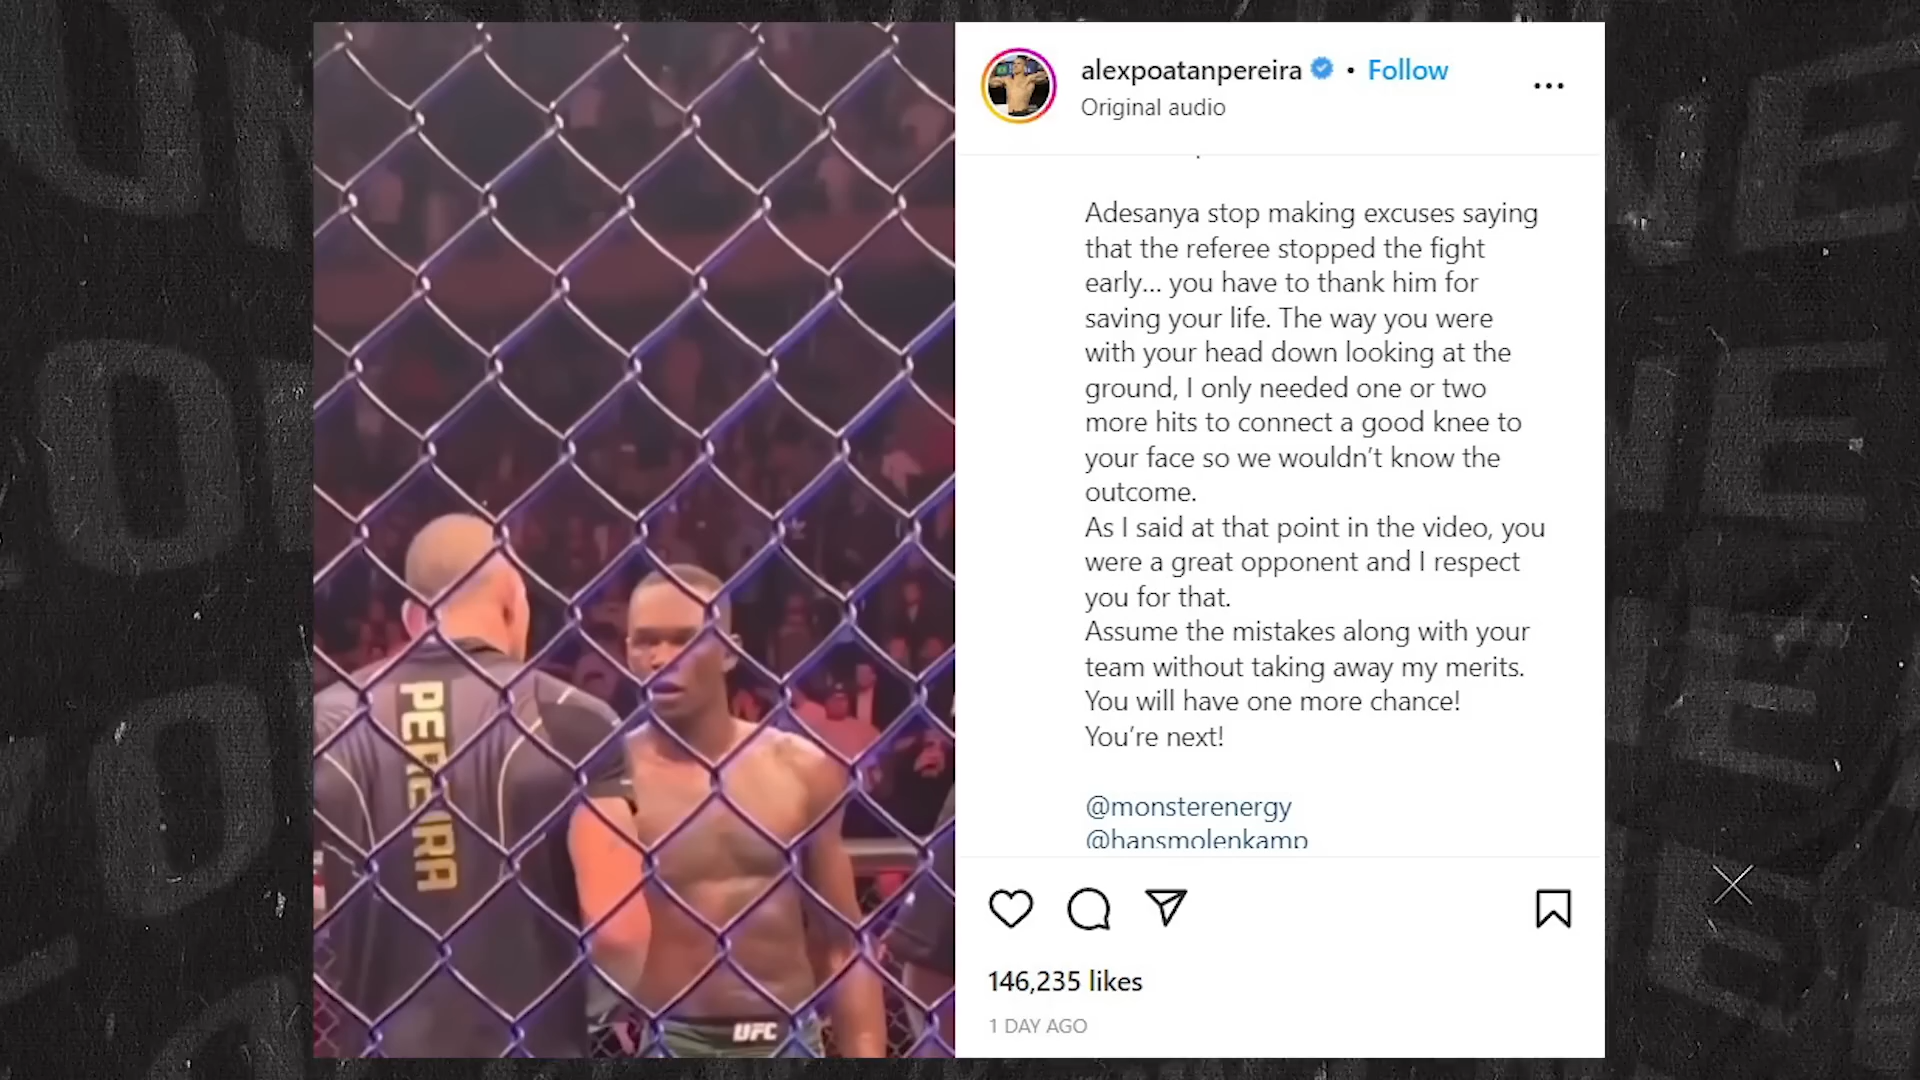 alexpoatanpereira • Follow
Original audio
Adesanya stop making excuses saying
that the referee stopped the fight
early... you have to thank him for
saving your life. The way you were
with your head down looking at the
ground, I only needed one or two
more hits to connect a good knee to
your face so we wouldn't know the
outcome.
As I said at that point in the video, you
were a great opponent and I respect
you for that.
Assume the mistakes along with your
team without taking away my merits.
You will have one more chance!
You're next!
@monsterenergy
@hansmolenkamp
146,235 likes
1 DAY AGO
PEREIRA
UFC